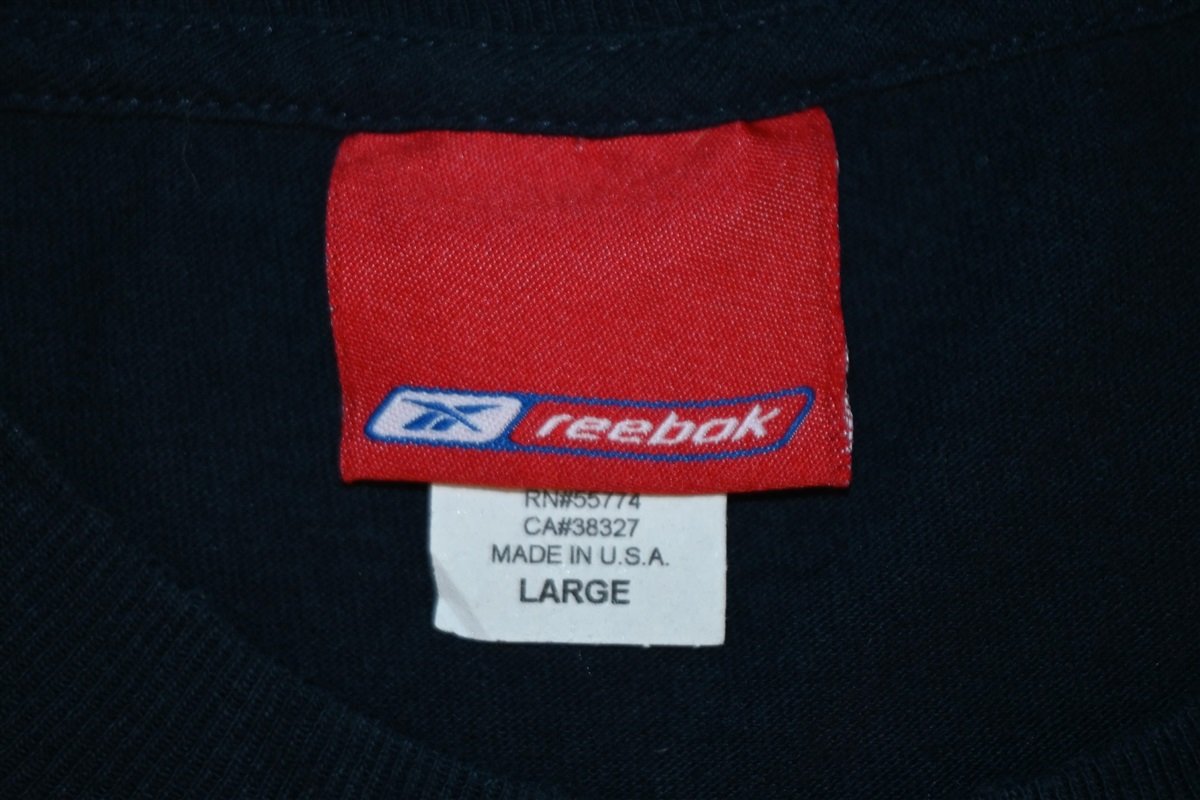 reebok
RN#55774
CA#38327
MADE IN U.S.A.
LARGE